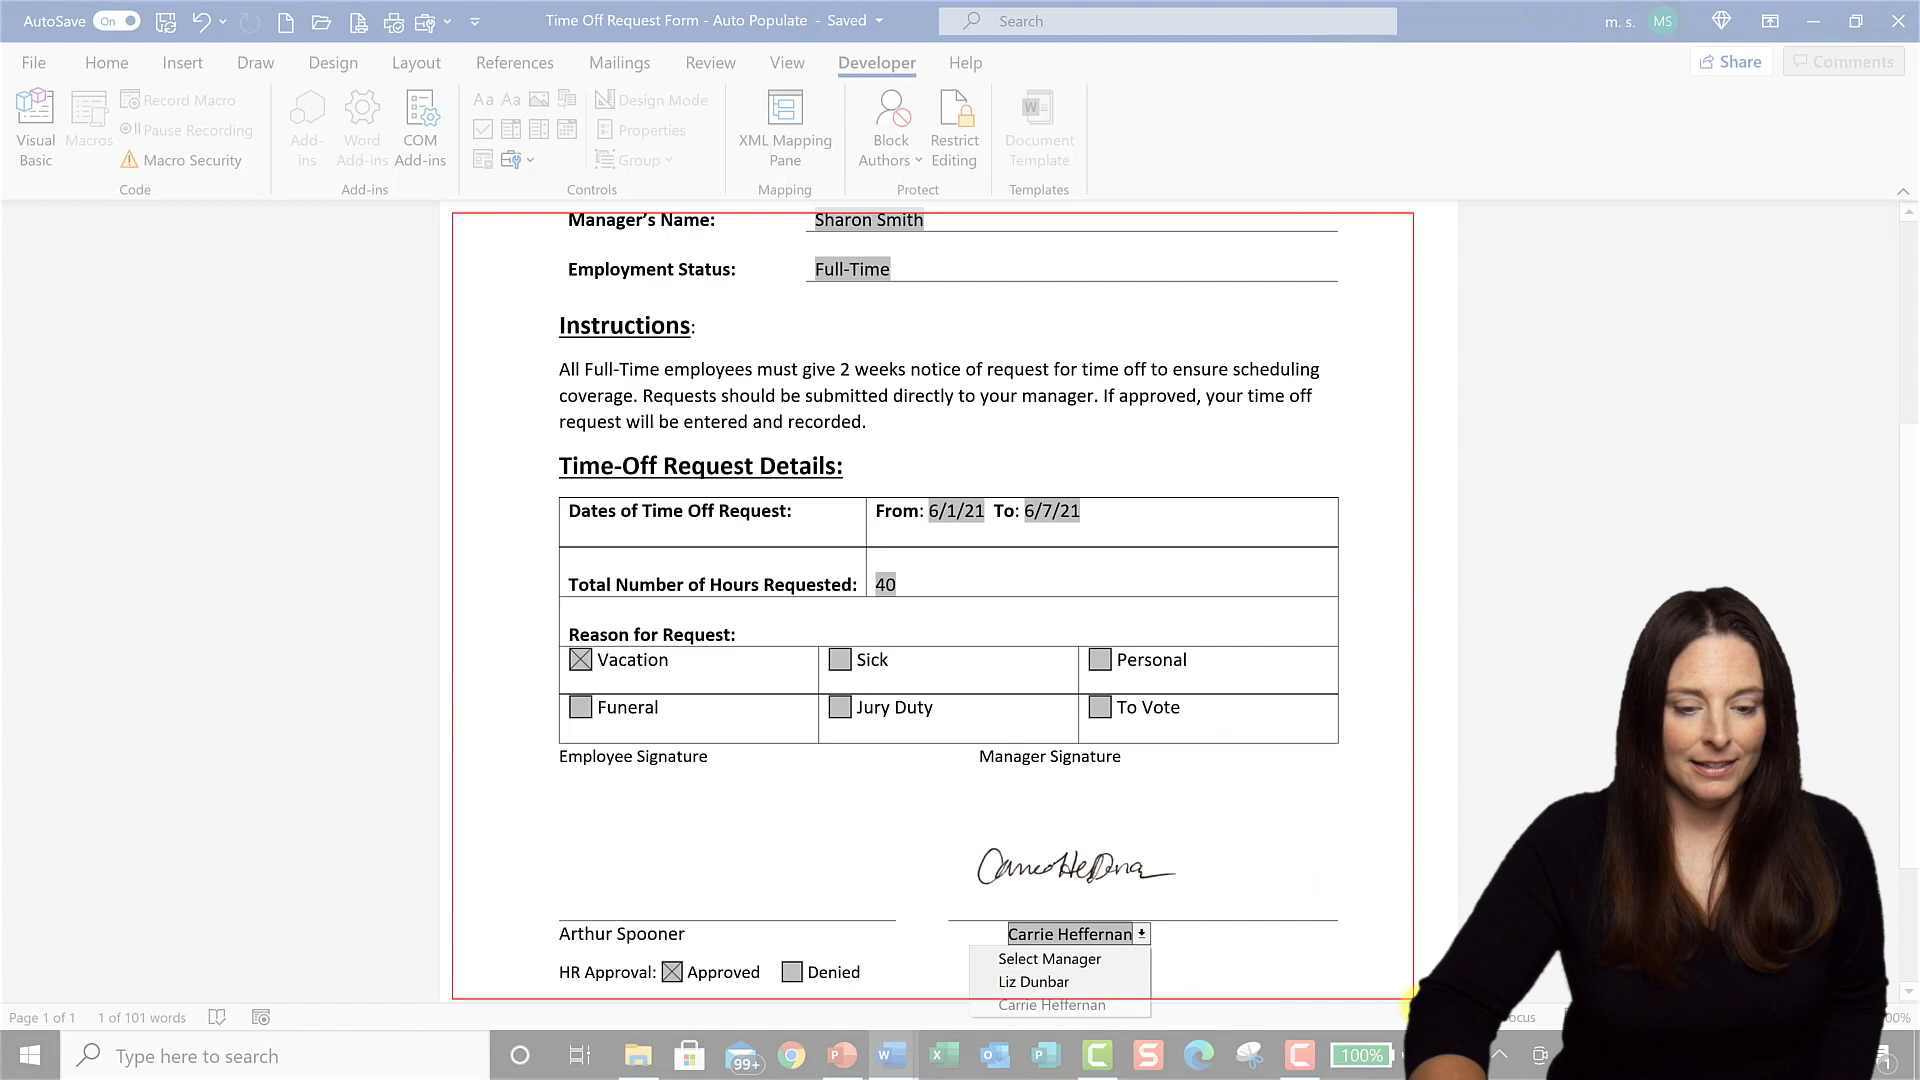 AutoSave On Time Off Request Form - Auto Populate - Saved Search m. s. MS
File Home Insert Draw Design Layout References Mailings Review View Developer Help Share Comments
Visual Basic
Macros
Record Macro
Pause Recording
Macro Security
Code
Add-ins
Word Add-ins
COM Add-ins
Add-ins
Aa Aa
Design Mode
Properties
Group
Controls
XML Mapping Pane
Mapping
Block Authors
Restrict Editing
Protect
Document Template
Templates
Manager's Name: Sharon Smith
Employment Status: Full-Time
Instructions:
All Full-Time employees must give 2 weeks notice of request for time off to ensure scheduling
coverage. Requests should be submitted directly to your manager. If approved, your time off
request will be entered and recorded.
Time-Off Request Details:
Dates of Time Off Request: From: 6/1/21 To: 6/7/21
Total Number of Hours Requested: 40
Reason for Request:
Vacation Sick Personal
Funeral Jury Duty To Vote
Employee Signature Manager Signature
Arthur Spooner Carrie Heffernan
HR Approval: Approved Denied
Select Manager
Liz Dunbar
Carrie Heffernan
Page 1 of 1 1 of 101 words
Type here to search 99+ 100% 1